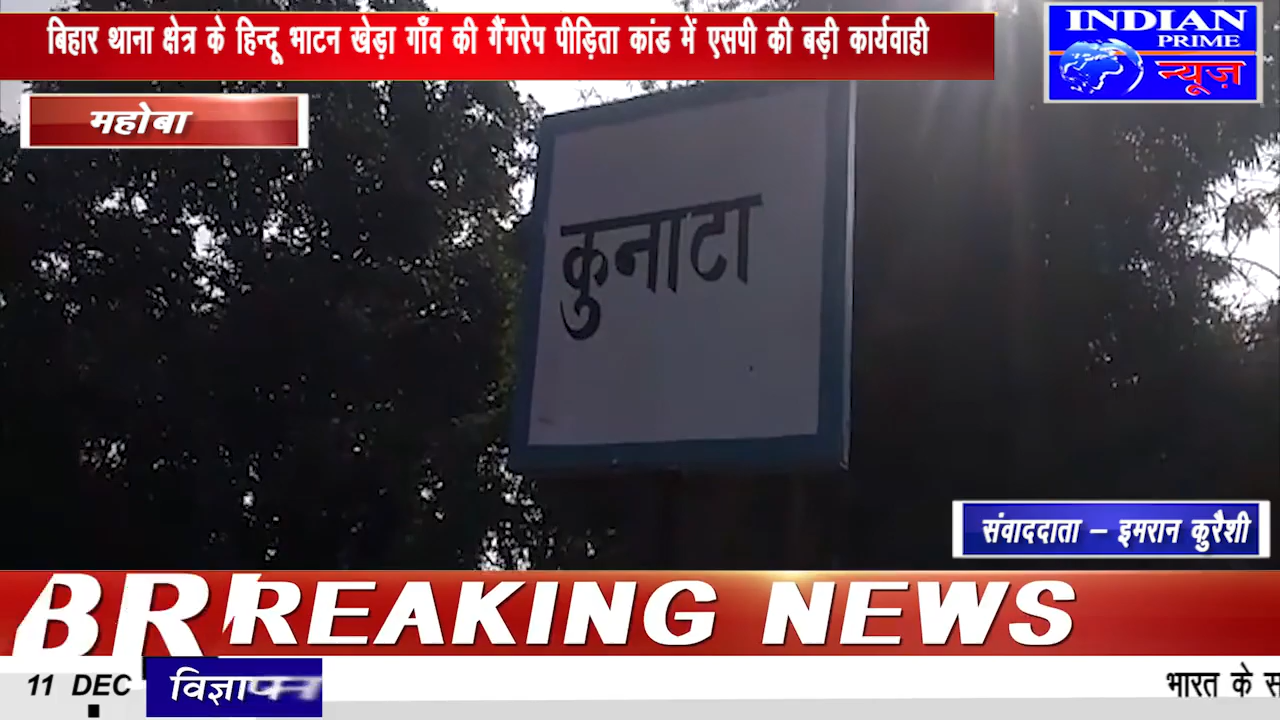 बिहार थाना क्षेत्र के हिन्दू भाटन खेड़ा गाँव की गैंगरेप पीड़िता कांड में एसपी की बड़ी कार्यवाही
INDIAN
PRIME
न्यूज़
महोबा
कुनाटा
संवाददाता – इमरान कुरैशी
BREAKING NEWS
11 DEC
विज्ञापन
भारत के